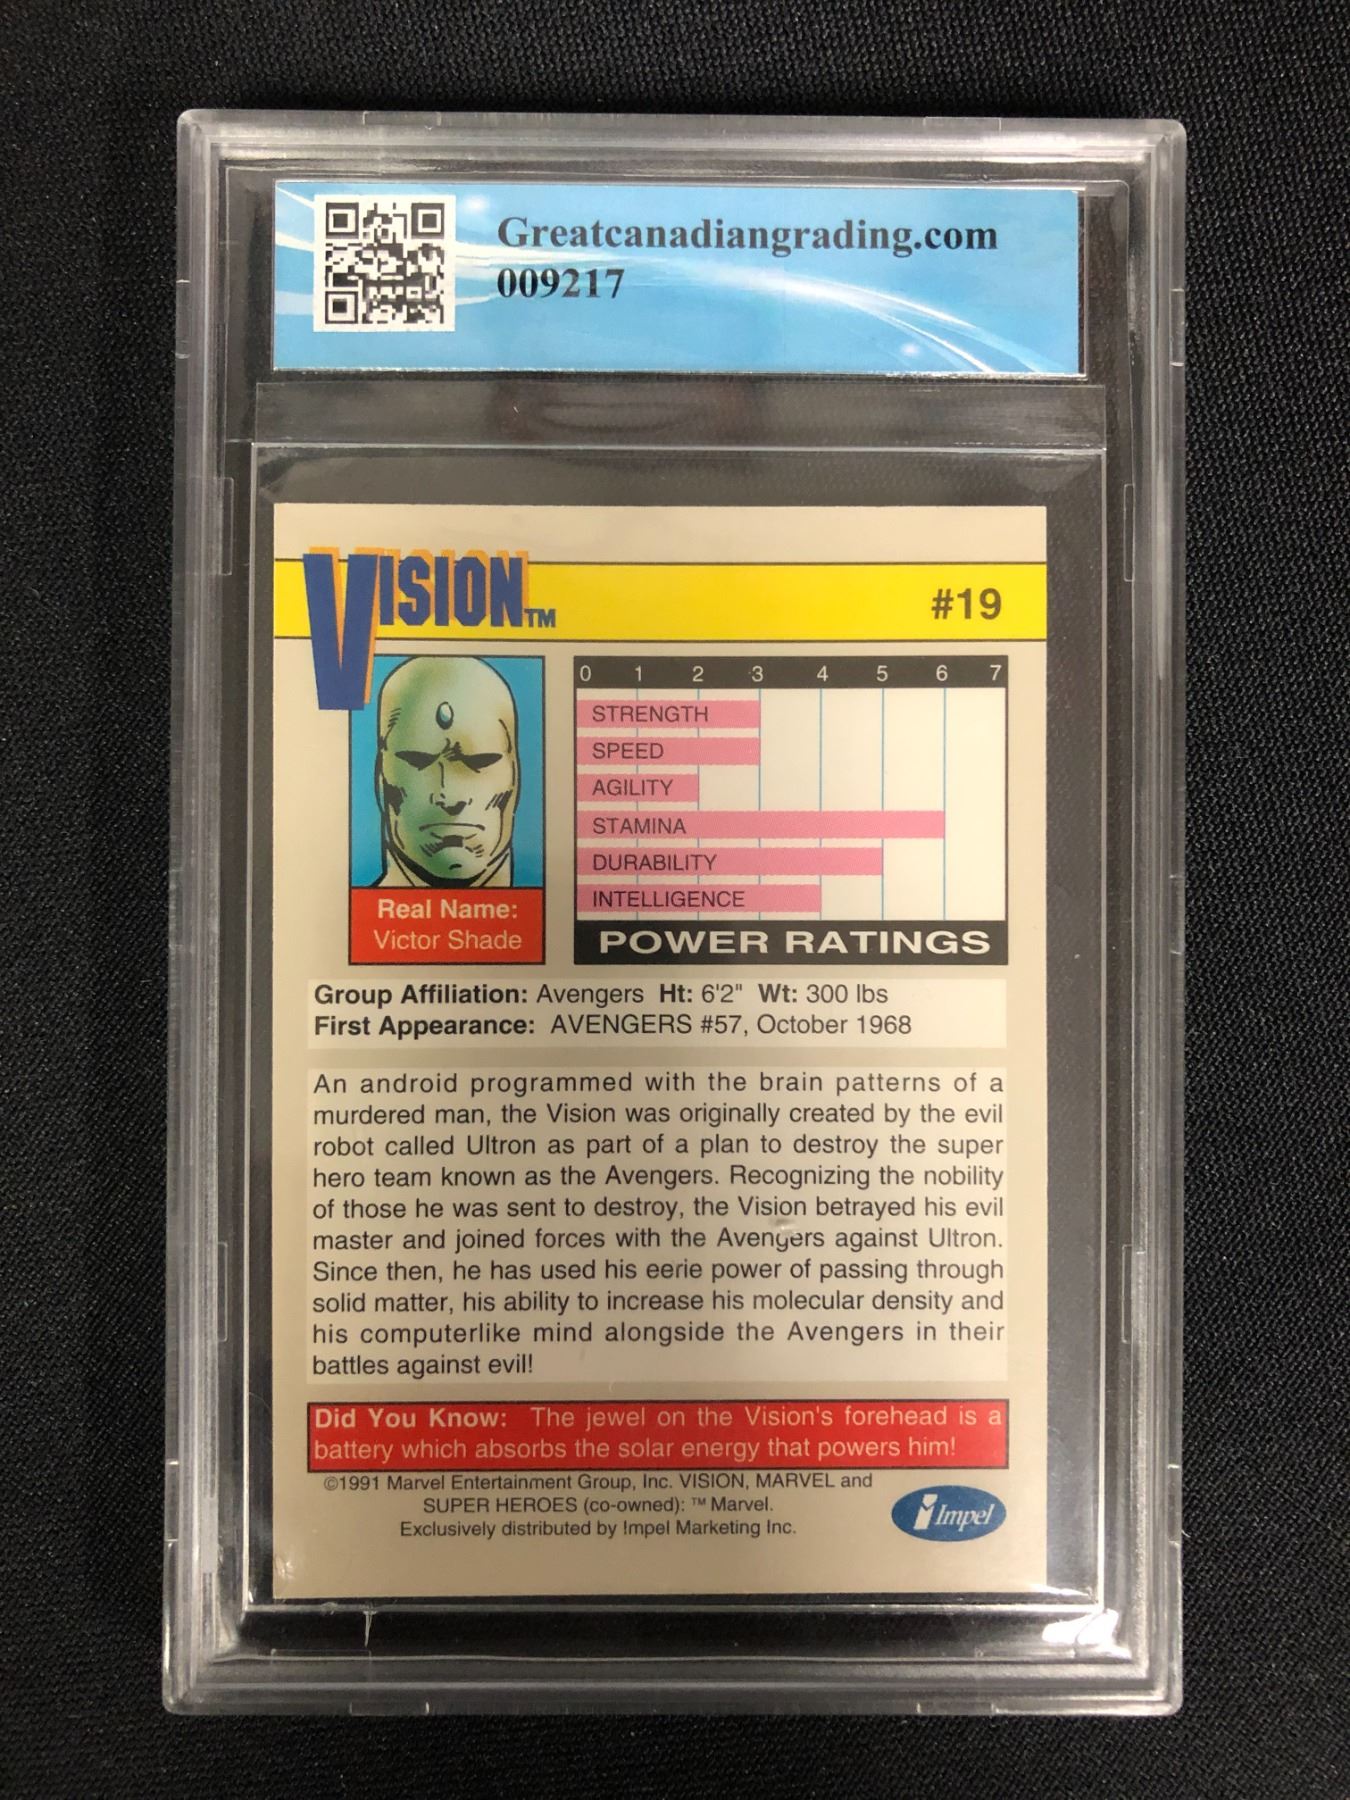 Greatcanadiangrading.com
009217
VISION™
#19
0 1 2 3 4 5 6 7
STRENGTH
SPEED
AGILITY
STAMINA
DURABILITY
INTELLIGENCE
POWER RATINGS
Real Name:
Victor Shade
Group Affiliation: Avengers Ht: 6'2" Wt: 300 lbs
First Appearance: AVENGERS #57, October 1968
An android programmed with the brain patterns of a
murdered man, the Vision was originally created by the evil
robot called Ultron as part of a plan to destroy the super
hero team known as the Avengers. Recognizing the nobility
of those he was sent to destroy, the Vision betrayed his evil
master and joined forces with the Avengers against Ultron.
Since then, he has used his eerie power of passing through
solid matter, his ability to increase his molecular density and
his computerlike mind alongside the Avengers in their
battles against evil!
Did You Know: The jewel on the Vision's forehead is a
battery which absorbs the solar energy that powers him!
©1991 Marvel Entertainment Group, Inc. VISION, MARVEL and
SUPER HEROES (co-owned): ™ Marvel.
Exclusively distributed by Impel Marketing Inc.
Impel